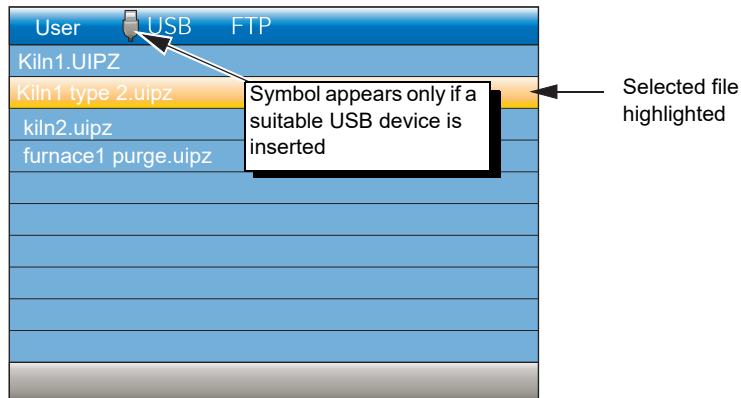 User USB FTP
Kiln1.UIPZ
Kiln1 type 2.uipz
kiln2.uipz
furnace1 purge.uipz
Symbol appears only if a
suitable USB device is
inserted
Selected file
highlighted